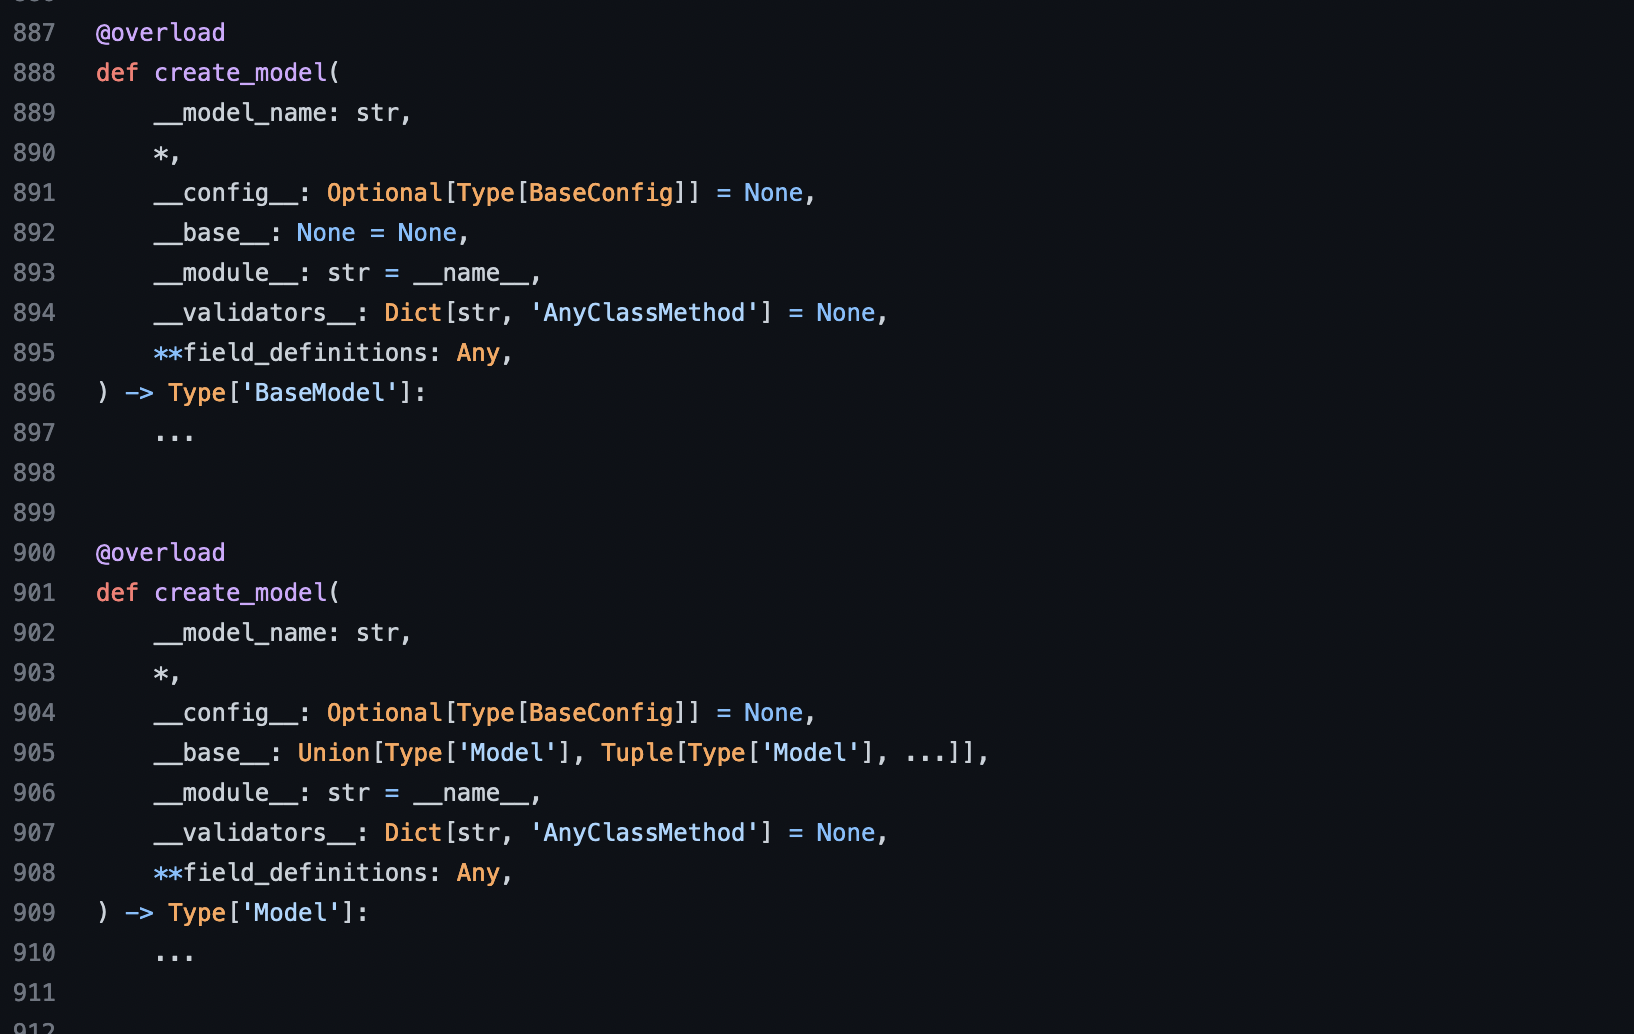 887 @overload
888 def create_model(
889     __model_name: str,
890     *,
891     __config__: Optional[Type[BaseConfig]] = None,
892     __base__: None = None,
893     __module__: str = __name__,
894     __validators__: Dict[str, 'AnyClassMethod'] = None,
895     **field_definitions: Any,
896 ) -> Type['BaseModel']:
897     ...
898
899
900 @overload
901 def create_model(
902     __model_name: str,
903     *,
904     __config__: Optional[Type[BaseConfig]] = None,
905     __base__: Union[Type['Model'], Tuple[Type['Model'], ...]],
906     __module__: str = __name__,
907     __validators__: Dict[str, 'AnyClassMethod'] = None,
908     **field_definitions: Any,
909 ) -> Type['Model']:
910     ...
911
912